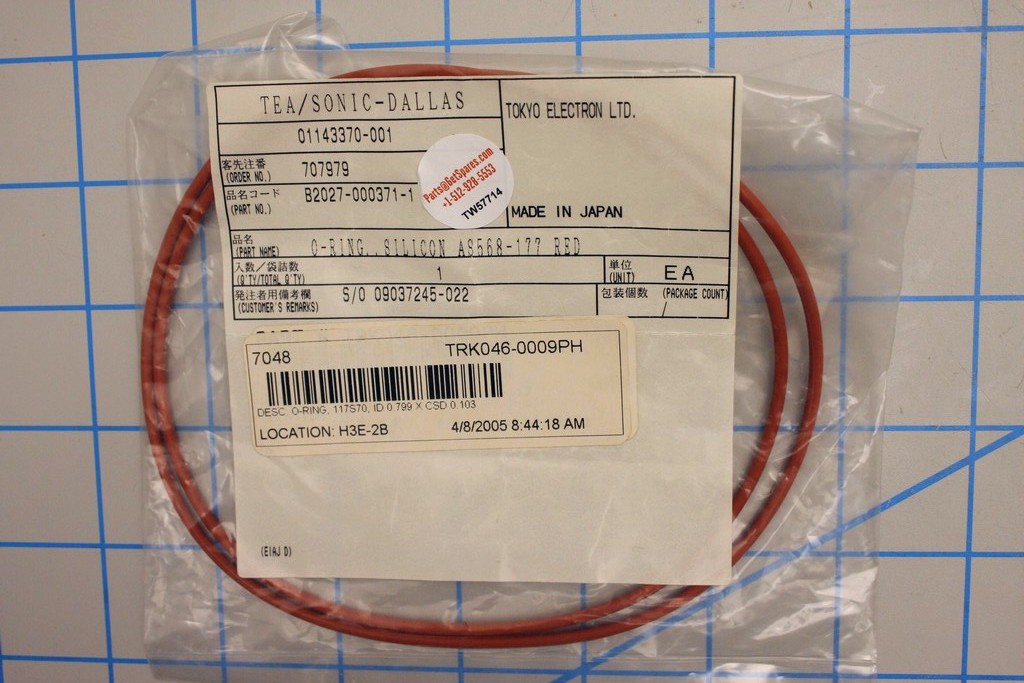 TEA/SONIC-DALLAS
TOKYO ELECTRON LTD.
01143370-001
客先注番
(ORDER NO.)
707979
品名コード
(PART NO.)
B2027-000371-1
Parts@GetSpares.com
+1-512-928-5553
TW57714
MADE IN JAPAN
品名
(PART NAME)
O-RING,,SILICON AS568-177 RED
入数/袋詰数
(Q'TY/TOTAL Q'TY)
1
単位
(UNIT)
EA
発注者用備考欄
(CUSTOMER'S REMARKS)
S/O 09037245-022
包装個数 (PACKAGE COUNT)
/
7048
TRK046-0009PH
DESC. O-RING, 117S70, ID 0.799 X CSD 0.103
LOCATION: H3E-2B
4/8/2005 8:44:18 AM
(EIAJ D)